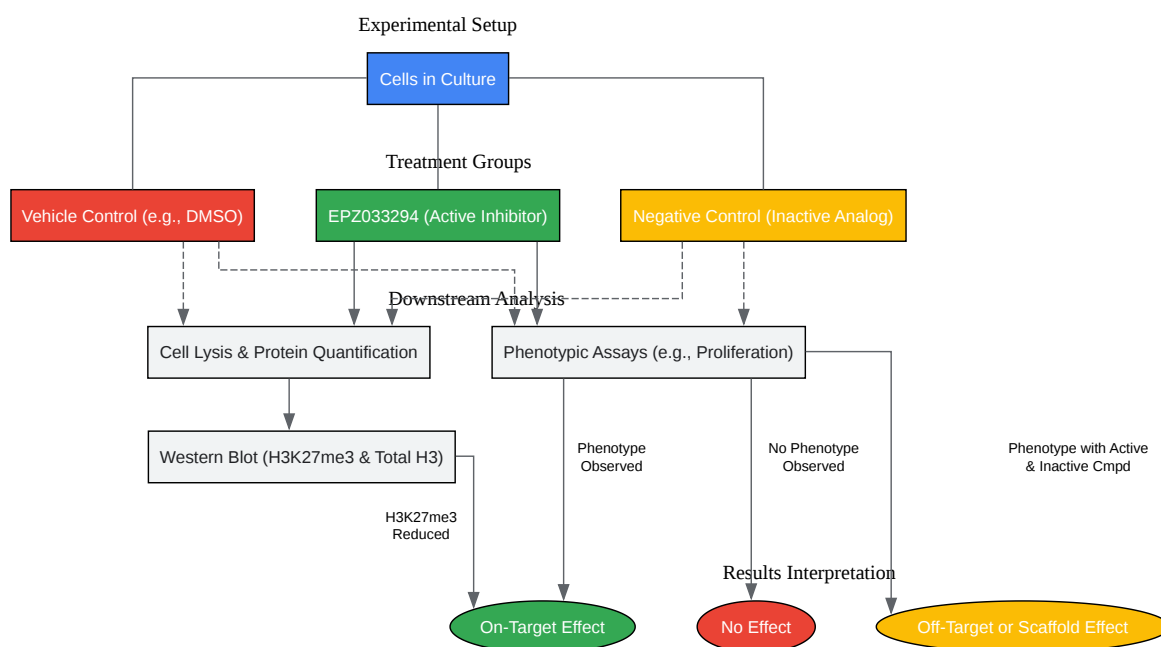 Experimental Setup
Cells in Culture
Treatment Groups
Vehicle Control (e.g., DMSO)
EPZ033294 (Active Inhibitor)
Negative Control (Inactive Analog)
Downstream Analysis
Cell Lysis & Protein Quantification
Phenotypic Assays (e.g., Proliferation)
Western Blot (H3K27me3 & Total H3)
Phenotype
Observed
No Phenotype
Observed
Phenotype with Active
& Inactive Cmpd
H3K27me3
Reduced
Results Interpretation
On-Target Effect
No Effect
Off-Target or Scaffold Effect